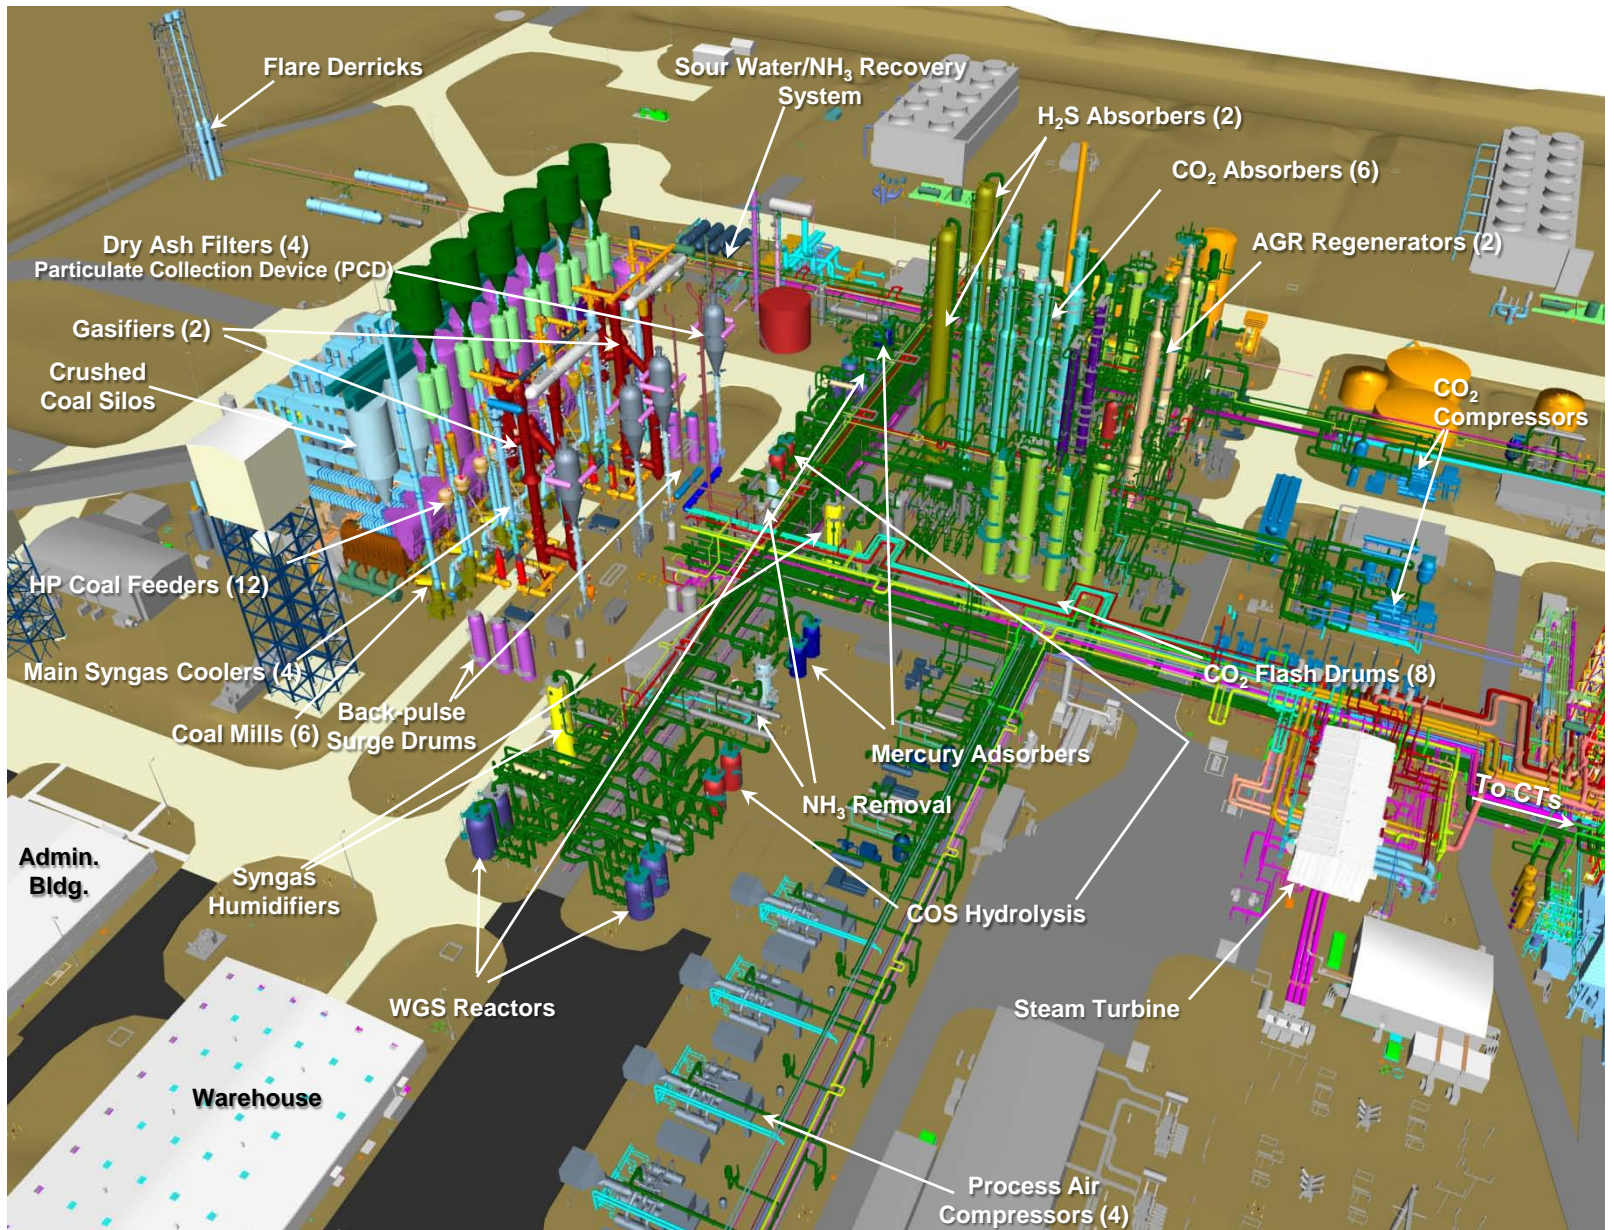 Flare Derricks
Sour Water/NH₃ Recovery
System
H₂S Absorbers (2)
CO₂ Absorbers (6)
AGR Regenerators (2)
Dry Ash Filters (4)
Particulate Collection Device (PCD)
Gasifiers (2)
Crushed
Coal Silos
CO₂
Compressors
HP Coal Feeders (12)
Main Syngas Coolers (4)
Coal Mills (6)
Back-pulse
Surge Drums
CO₂ Flash Drums (8)
Mercury Adsorbers
NH₃ Removal
To CTs
Admin.
Bldg.
Syngas
Humidifiers
COS Hydrolysis
WGS Reactors
Steam Turbine
Warehouse
Process Air
Compressors (4)